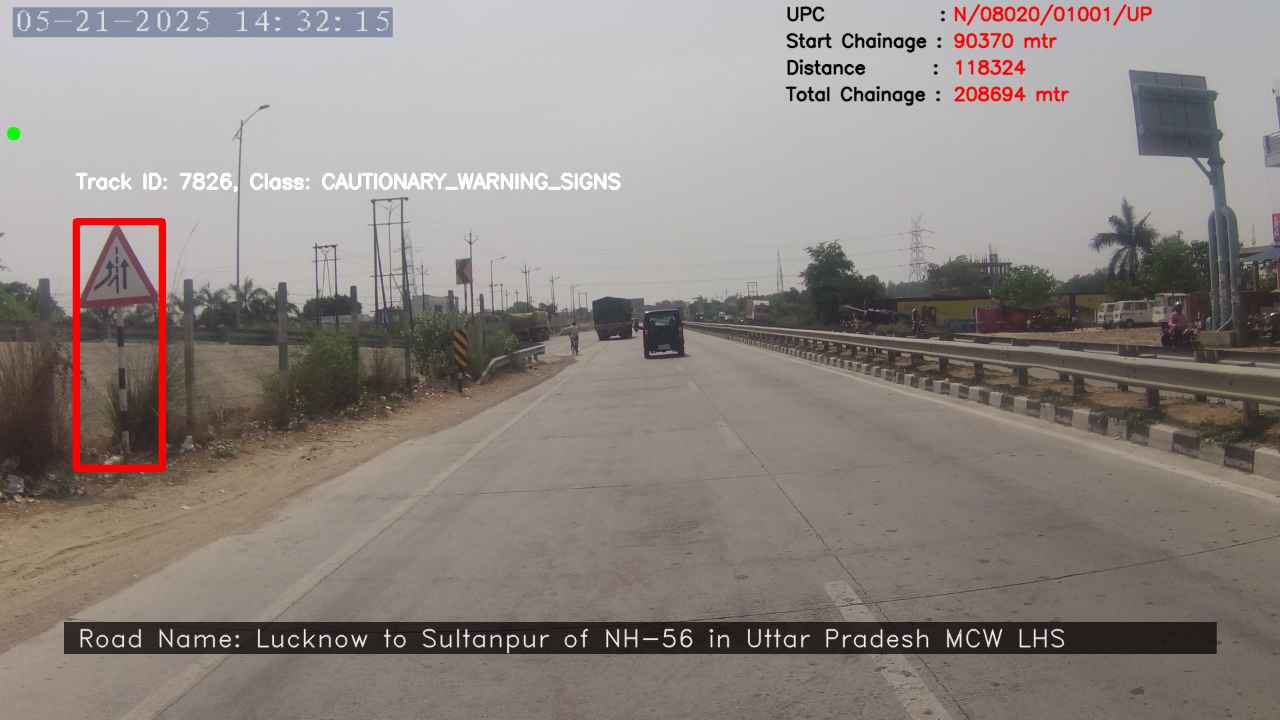 05-21-2025 14:32:15
UPC : N/08020/01001/UP
Start Chainage : 90370 mtr
Distance : 118324
Total Chainage : 208694 mtr
Track ID: 7826, Class: CAUTIONARY_WARNING_SIGNS
Road Name: Lucknow to Sultanpur of NH-56 in Uttar Pradesh MCW LHS